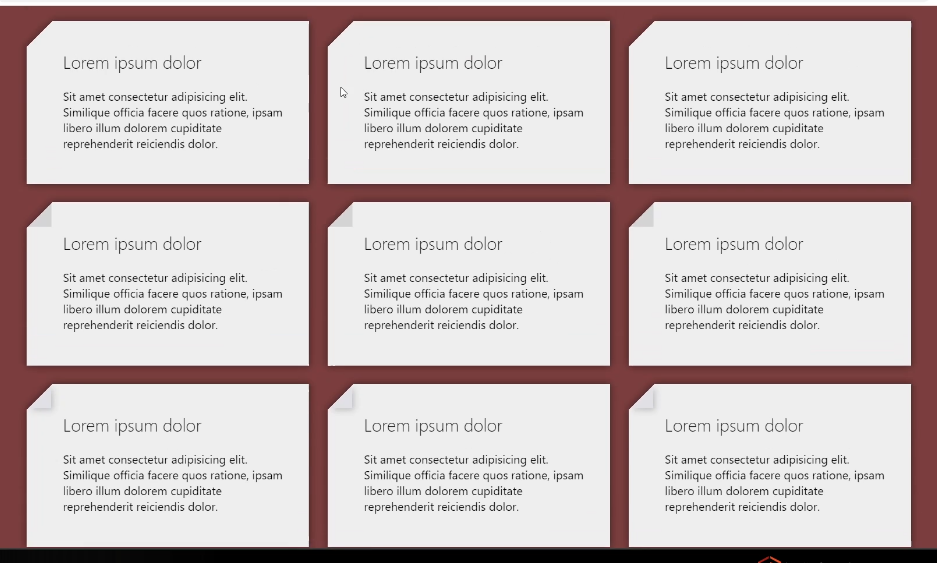 Lorem ipsum dolor
Sit amet consectetur adipisicing elit.
Similique officia facere quos ratione, ipsam
libero illum dolorem cupiditate
reprehenderit reiciendis dolor.
Lorem ipsum dolor
Sit amet consectetur adipisicing elit.
Similique officia facere quos ratione, ipsam
libero illum dolorem cupiditate
reprehenderit reiciendis dolor.
Lorem ipsum dolor
Sit amet consectetur adipisicing elit.
Similique officia facere quos ratione, ipsam
libero illum dolorem cupiditate
reprehenderit reiciendis dolor.
Lorem ipsum dolor
Sit amet consectetur adipisicing elit.
Similique officia facere quos ratione, ipsam
libero illum dolorem cupiditate
reprehenderit reiciendis dolor.
Lorem ipsum dolor
Sit amet consectetur adipisicing elit.
Similique officia facere quos ratione, ipsam
libero illum dolorem cupiditate
reprehenderit reiciendis dolor.
Lorem ipsum dolor
Sit amet consectetur adipisicing elit.
Similique officia facere quos ratione, ipsam
libero illum dolorem cupiditate
reprehenderit reiciendis dolor.
Lorem ipsum dolor
Sit amet consectetur adipisicing elit.
Similique officia facere quos ratione, ipsam
libero illum dolorem cupiditate
reprehenderit reiciendis dolor.
Lorem ipsum dolor
Sit amet consectetur adipisicing elit.
Similique officia facere quos ratione, ipsam
libero illum dolorem cupiditate
reprehenderit reiciendis dolor.
Lorem ipsum dolor
Sit amet consectetur adipisicing elit.
Similique officia facere quos ratione, ipsam
libero illum dolorem cupiditate
reprehenderit reiciendis dolor.